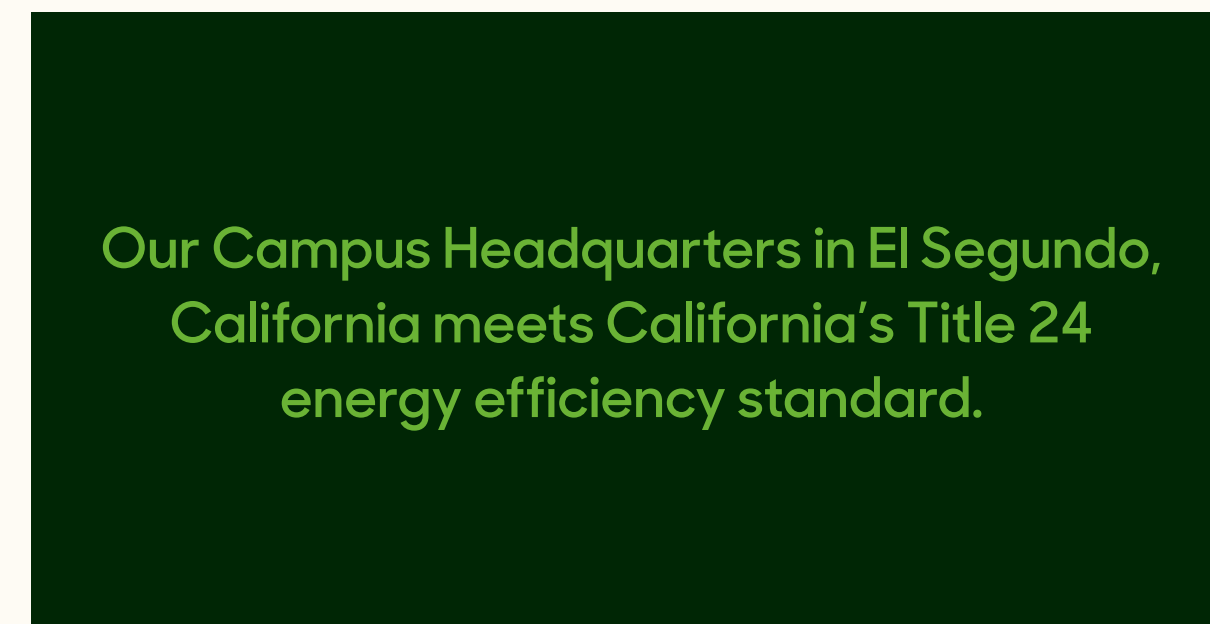 Our Campus Headquarters in El Segundo,
California meets California’s Title 24
energy efficiency standard.